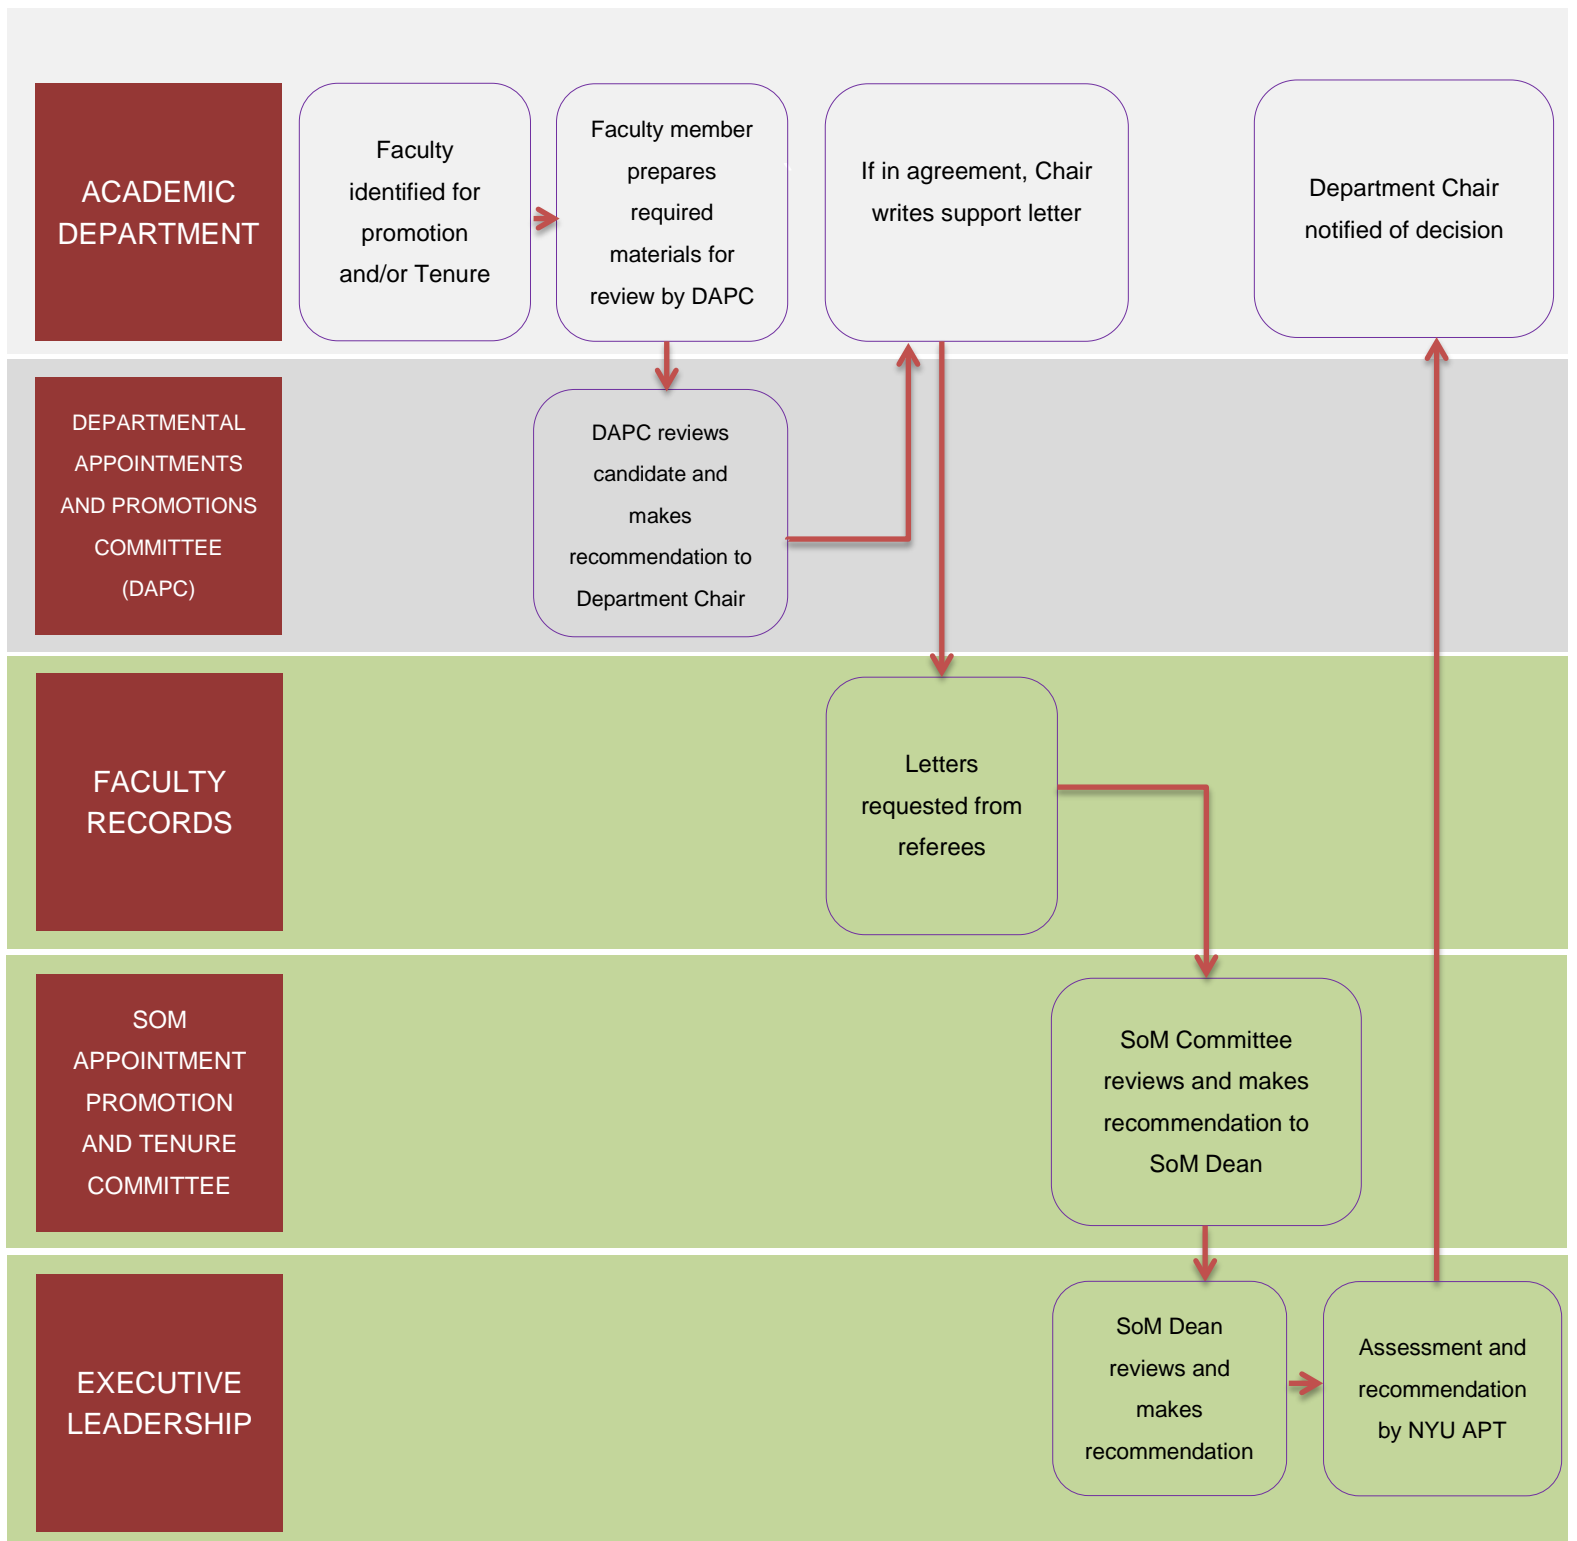 ACADEMIC
DEPARTMENT
Faculty
identified for
promotion
and/or Tenure
Faculty member
prepares
required
materials for
review by DAPC
If in agreement, Chair
writes support letter
Department Chair
notified of decision
DEPARTMENTAL
APPOINTMENTS
AND PROMOTIONS
COMMITTEE
(DAPC)
DAPC reviews
candidate and
makes
recommendation to
Department Chair
FACULTY
RECORDS
Letters
requested from
referees
SOM
APPOINTMENT
PROMOTION
AND TENURE
COMMITTEE
SoM Committee
reviews and makes
recommendation to
SoM Dean
EXECUTIVE
LEADERSHIP
SoM Dean
reviews and
makes
recommendation
Assessment and
recommendation
by NYU APT